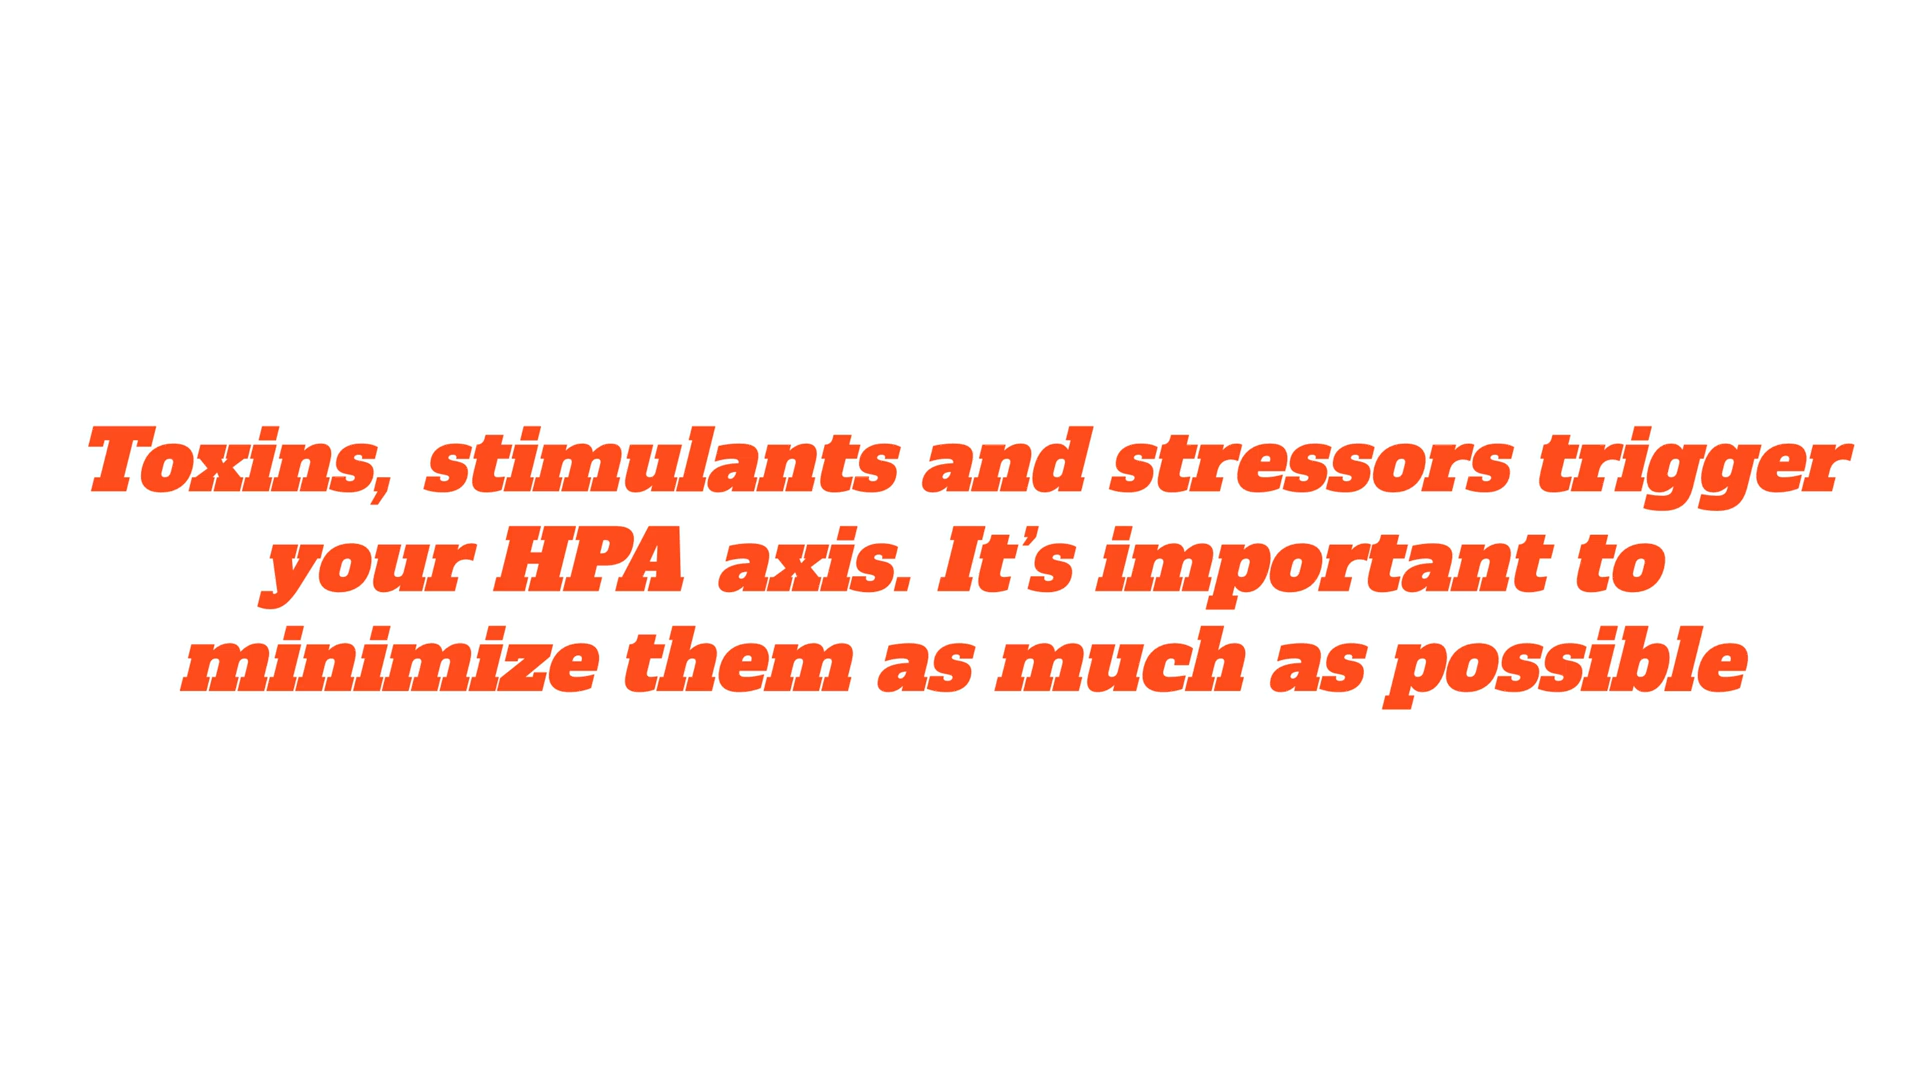 Toxins, stimulants and stressors trigger
your HPA axis. It’s important to
minimize them as much as possible